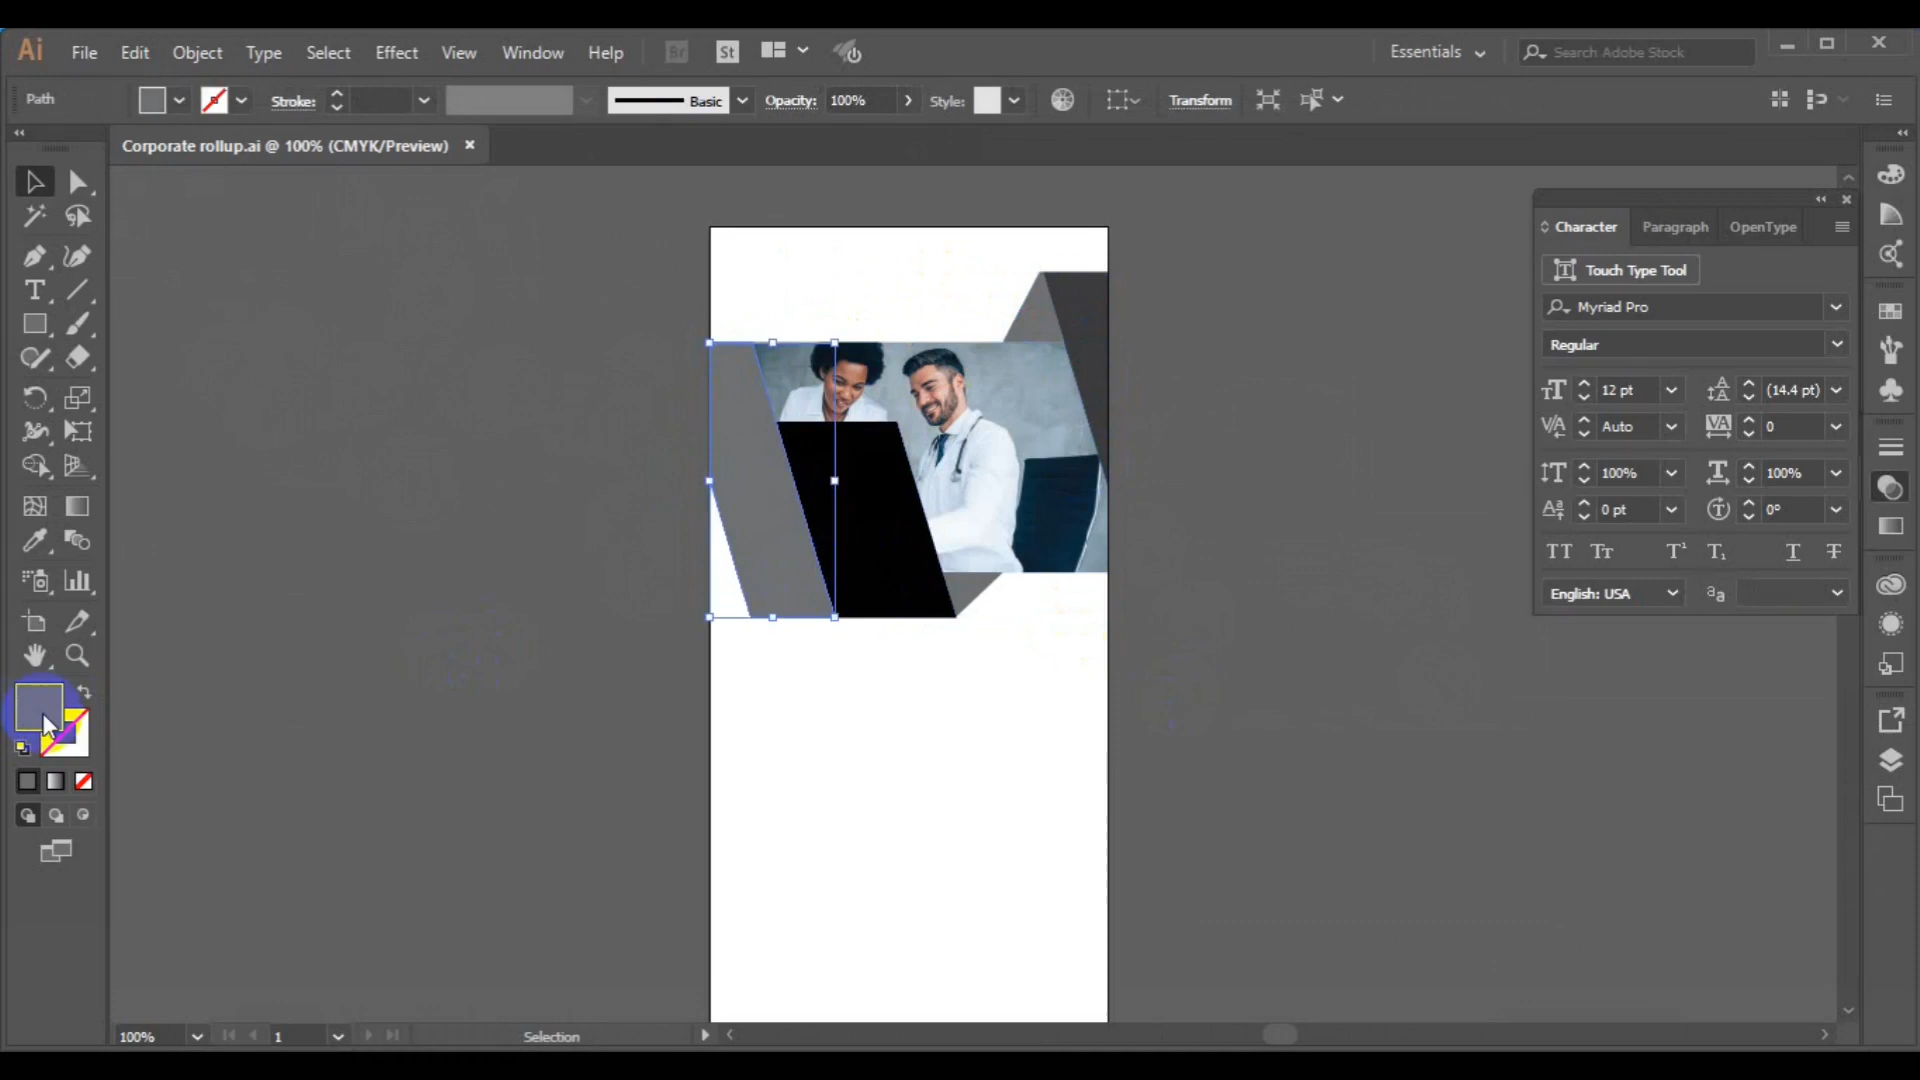 Ai File Edit Object Type Select Effect View Window Help Br St Essentials Search Adobe Stock
Path Stroke: Basic Opacity: 100% Style: Transform
Corporate rollup.ai @ 100% (CMYK/Preview)
Character Paragraph OpenType
Touch Type Tool
Myriad Pro
Regular
12 pt (14.4 pt)
Auto 0
100% 100%
0 pt 0°
English: USA
100% 1 Selection